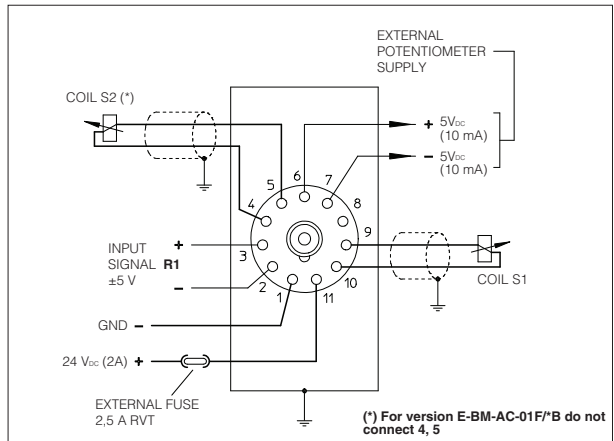 EXTERNAL
POTENTIOMETER
SUPPLY
COIL S2 (*)
+ 5VDC
(10 mA)
- 5VDC
(10 mA)
6
5
7
4
8
3
9
2
10
1
11
INPUT
SIGNAL R1
±5 V
+
-
COIL S1
GND -
24 VDC (2A) +
EXTERNAL FUSE
2,5 A RVT
(*) For version E-BM-AC-01F/*B do not
connect 4, 5